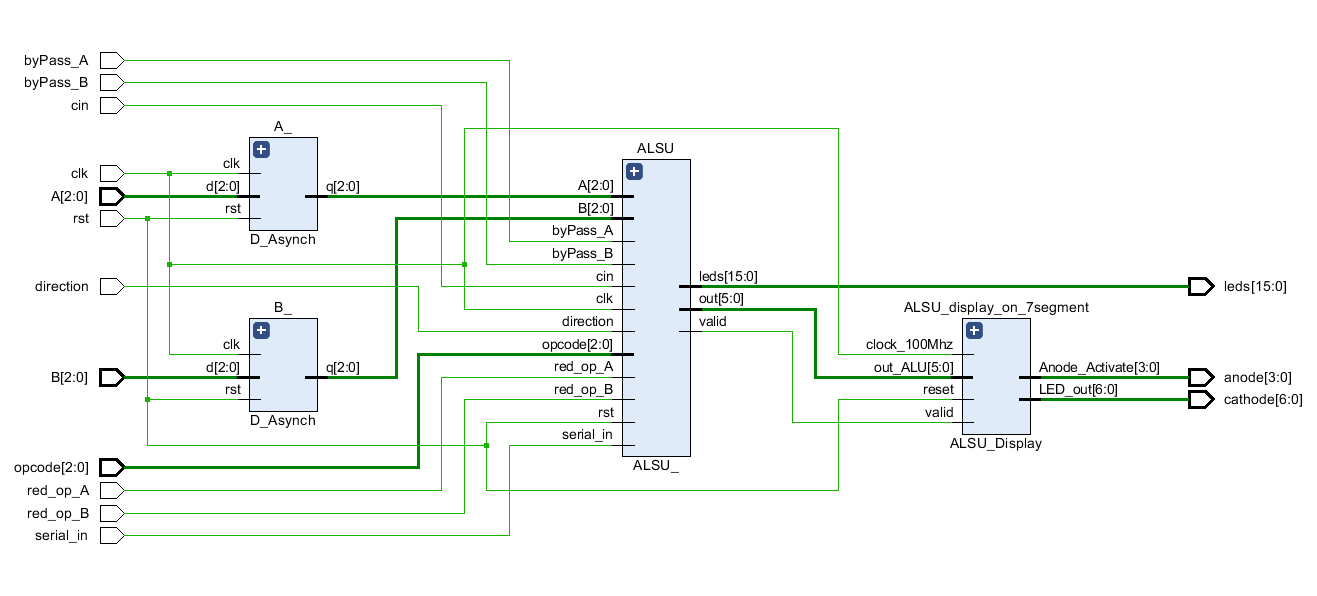 byPass_A
byPass_B
cin
clk
A[2:0]
rst
direction
B[2:0]
opcode[2:0]
red_op_A
red_op_B
serial_in
A_
clk
d[2:0]
rst
q[2:0]
D_Asynch
B_
clk
d[2:0]
rst
q[2:0]
D_Asynch
ALSU
A[2:0]
B[2:0]
byPass_A
byPass_B
cin
clk
direction
opcode[2:0]
red_op_A
red_op_B
rst
serial_in
leds[15:0]
out[5:0]
valid
ALSU_
ALSU_display_on_7segment
clock_100Mhz
out_ALU[5:0]
reset
valid
Anode_Activate[3:0]
LED_out[6:0]
ALSU_Display
leds[15:0]
anode[3:0]
cathode[6:0]